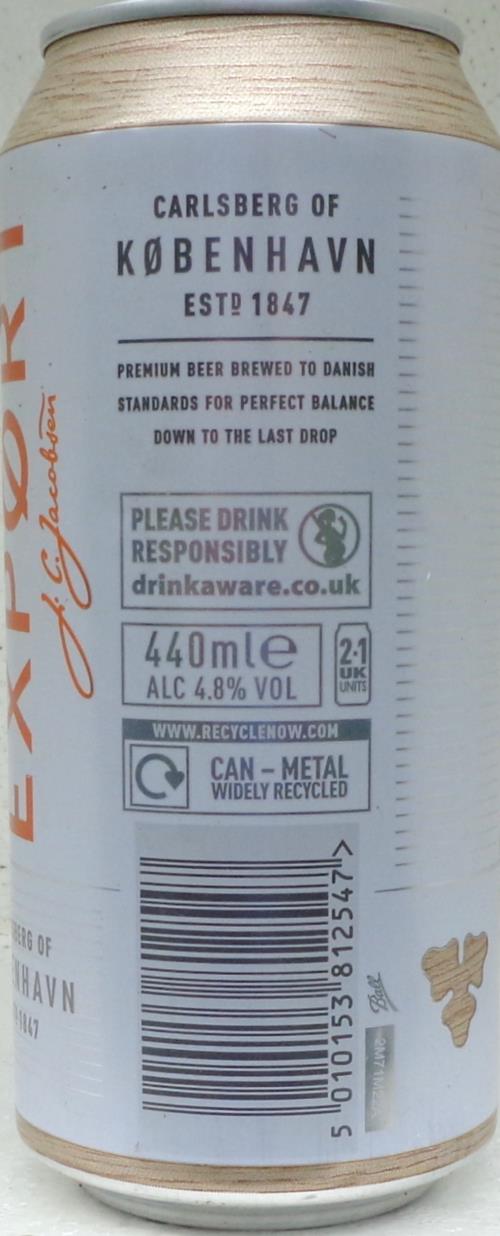 CARLSBERG OF
KØBENHAVN
ESTD 1847
PREMIUM BEER BREWED TO DANISH
STANDARDS FOR PERFECT BALANCE
DOWN TO THE LAST DROP
PLEASE DRINK
RESPONSIBLY
drinkaware.co.uk
440ml e
ALC 4.8% VOL
2·1
UK
UNITS
WWW.RECYCLENOW.COM
CAN – METAL
WIDELY RECYCLED
5 010153 812547 >
Ball
EXPØRT
J. C. Jacobsen
BERG OF
NHAVN
1847